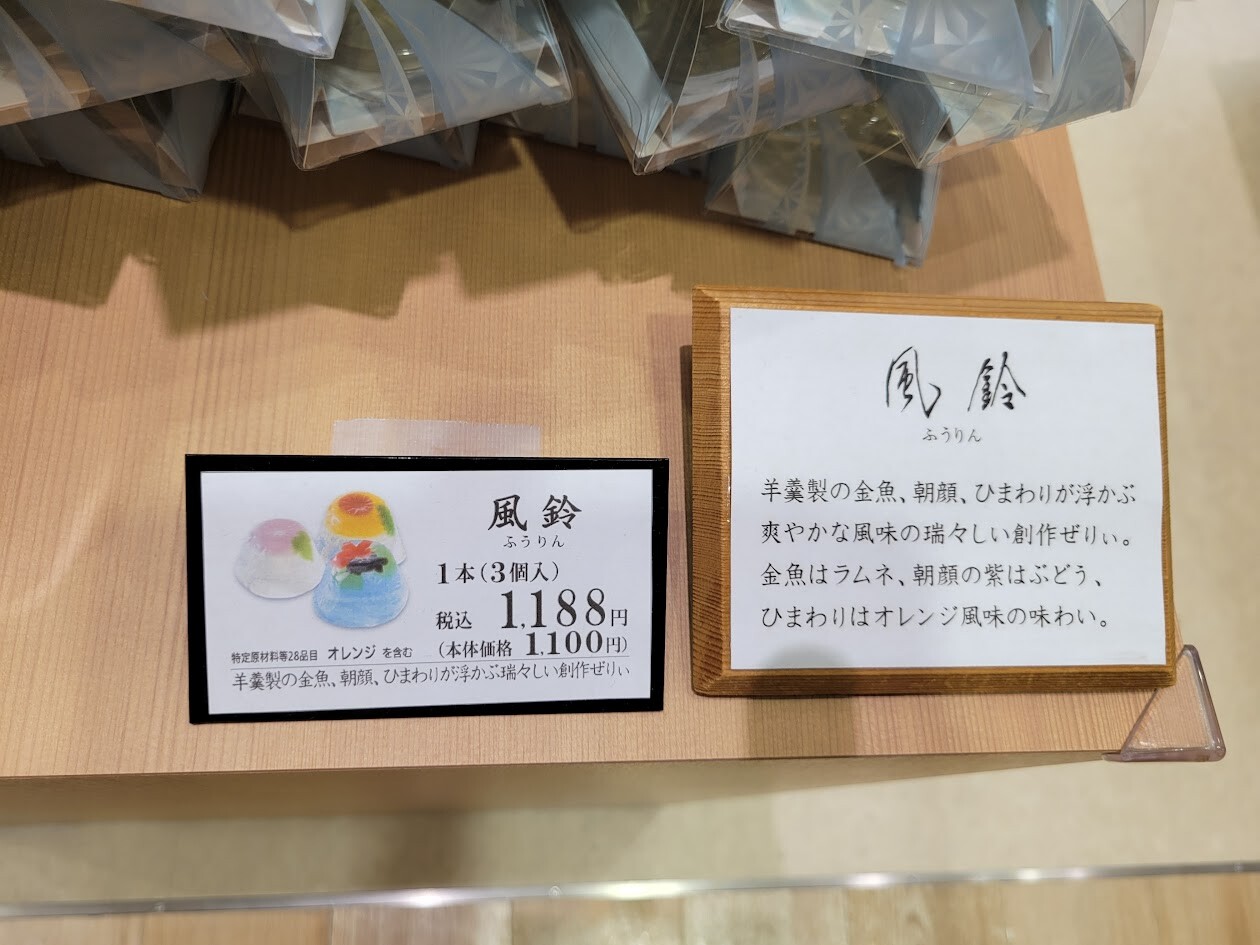 風鈴
ふうりん
1本(3個入)
税込 1,188円
(本体価格 1,100円)
特定原材料等28品目 オレンジ を含む
羊羹製の金魚、朝顔、ひまわりが浮かぶ瑞々しい創作ぜりぃ
風鈴
ふうりん
羊羹製の金魚、朝顔、ひまわりが浮かぶ
爽やかな風味の瑞々しい創作ぜりぃ。
金魚はラムネ、朝顔の紫はぶどう、
ひまわりはオレンジ風味の味わい。